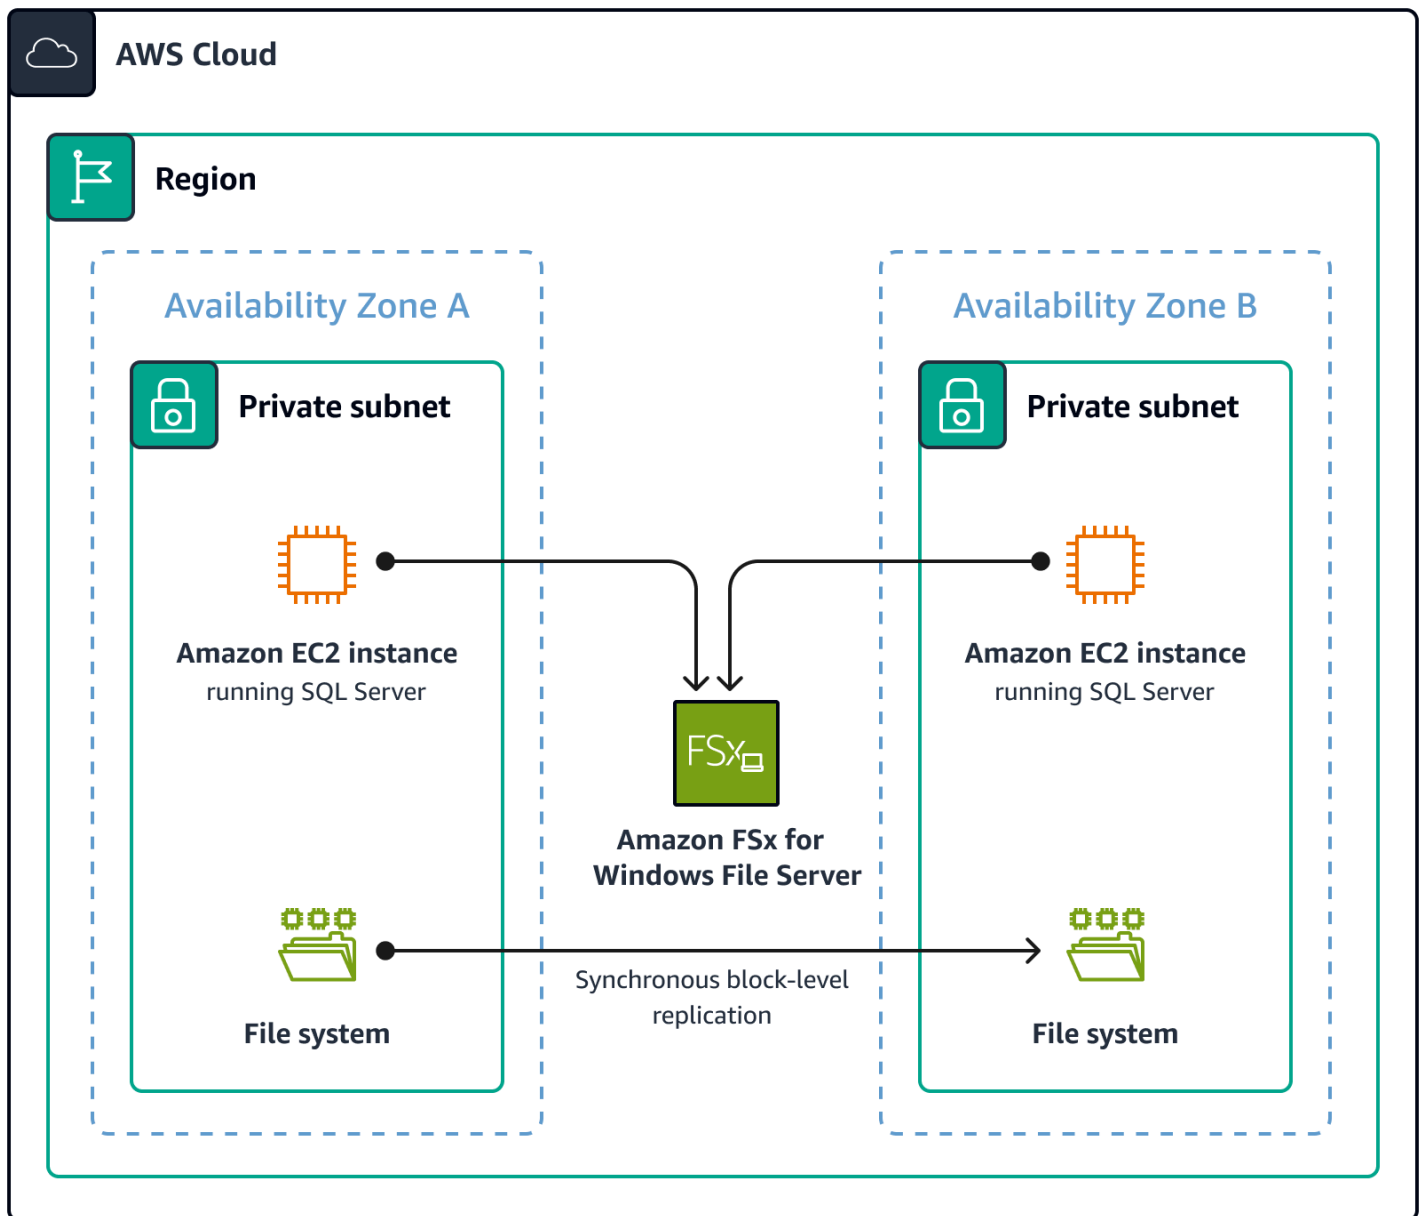 AWS Cloud
Region
Availability Zone A
Private subnet
Amazon EC2 instance
running SQL Server
File system
Availability Zone B
Private subnet
Amazon EC2 instance
running SQL Server
File system
FSx
Amazon FSx for
Windows File Server
Synchronous block-level
replication